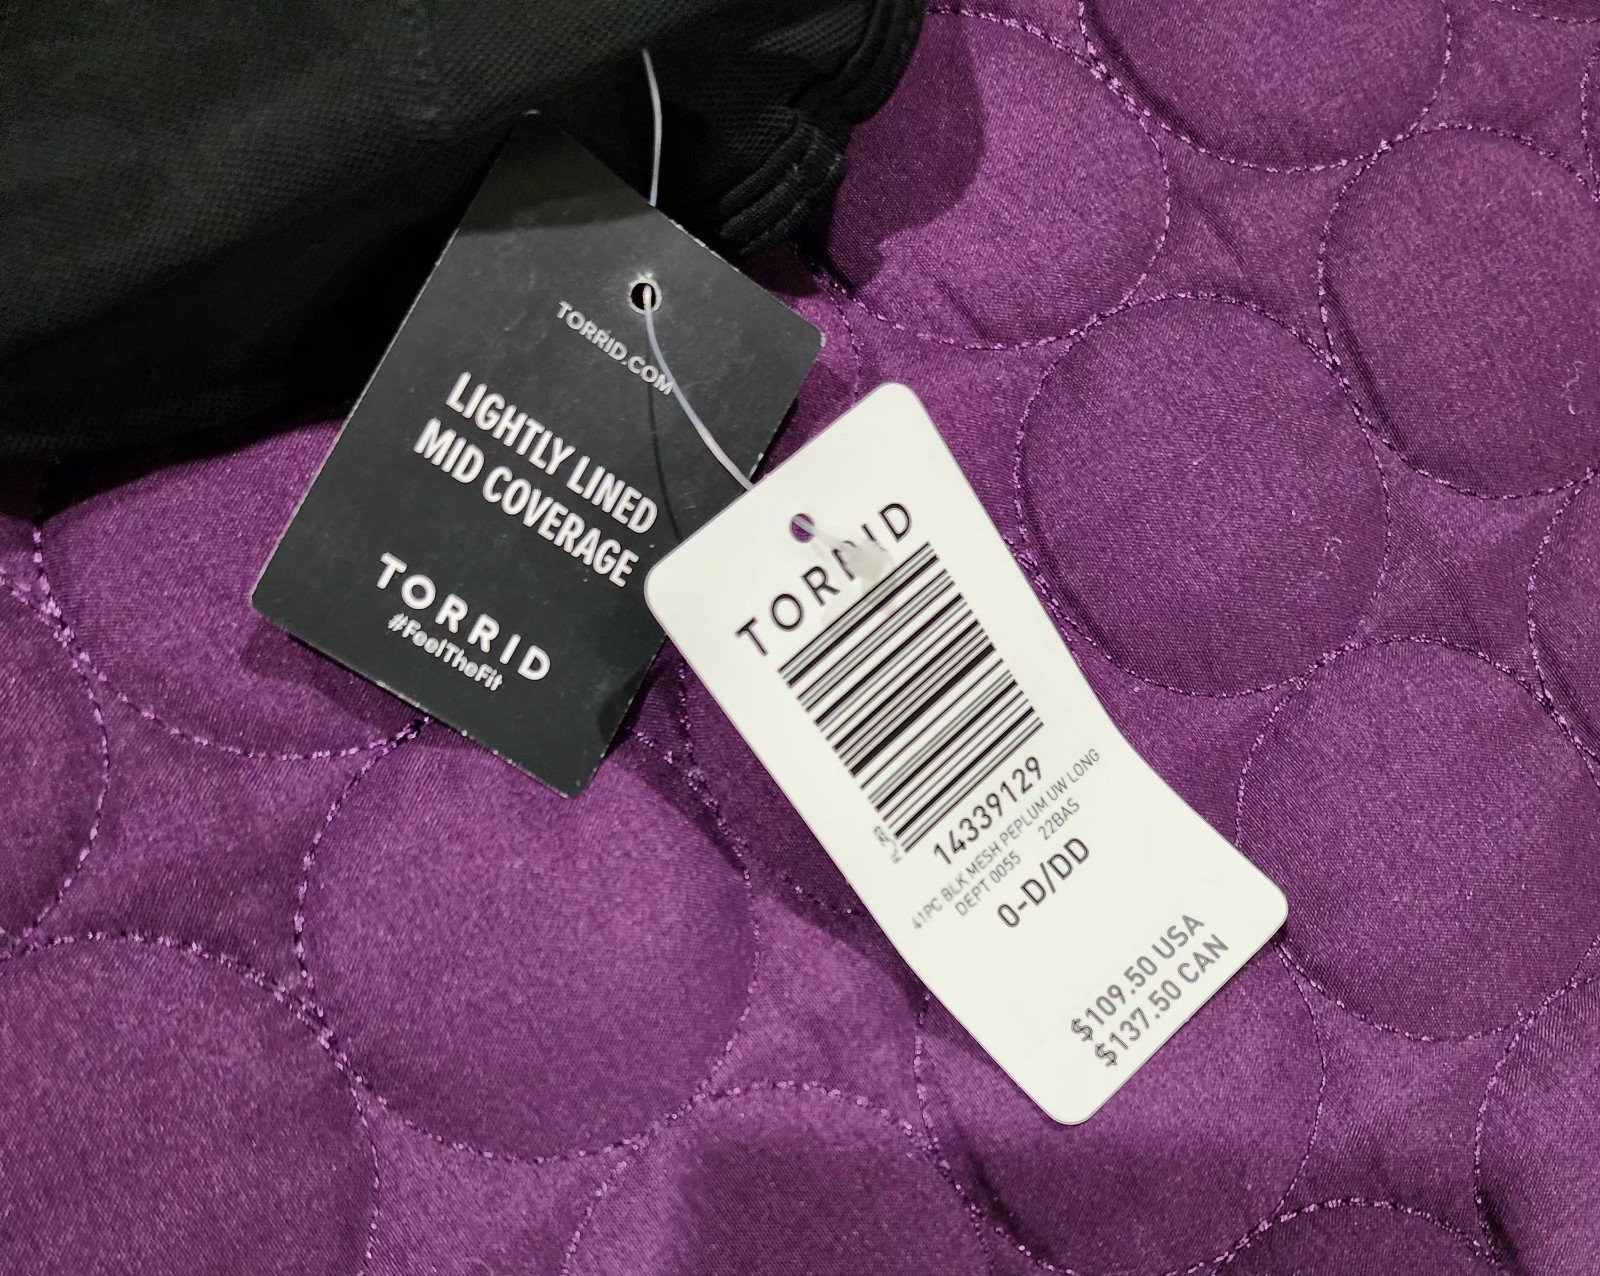 TORRID.COM
LIGHTLY LINED
MID COVERAGE
TORRID
#FeelTheFit
TORRID
14339129
41PC BLK MESH PEPLUM UW LONG
DEPT 0055 22BAS
0-D/DD
$109.50 USA
$137.50 CAN